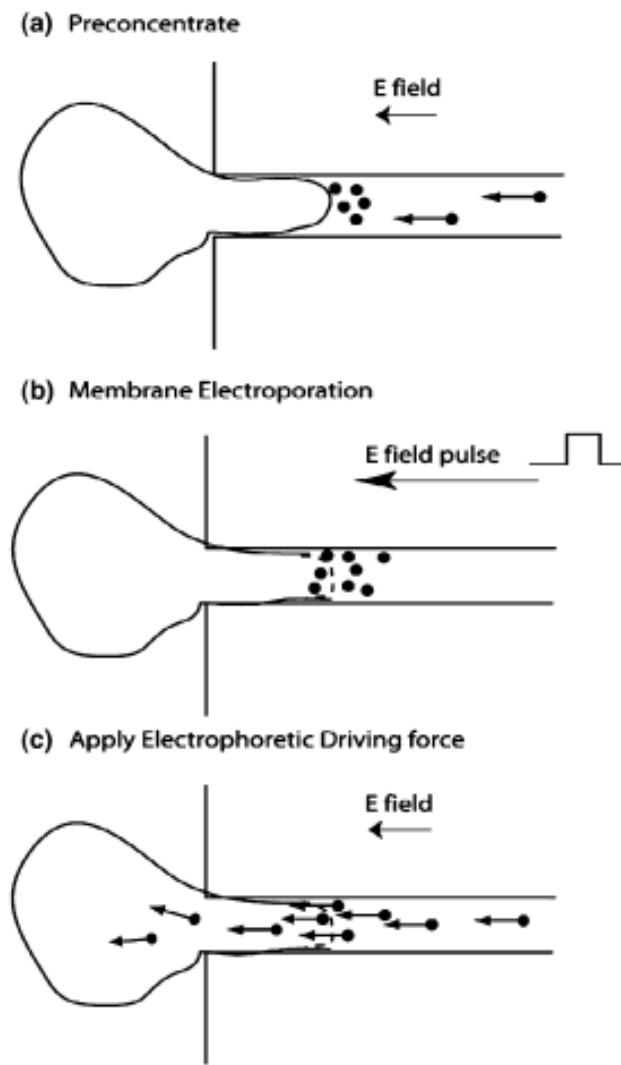 (a) Preconcentrate
E field
(b) Membrane Electroporation
E field pulse
(c) Apply Electrophoretic Driving force
E field